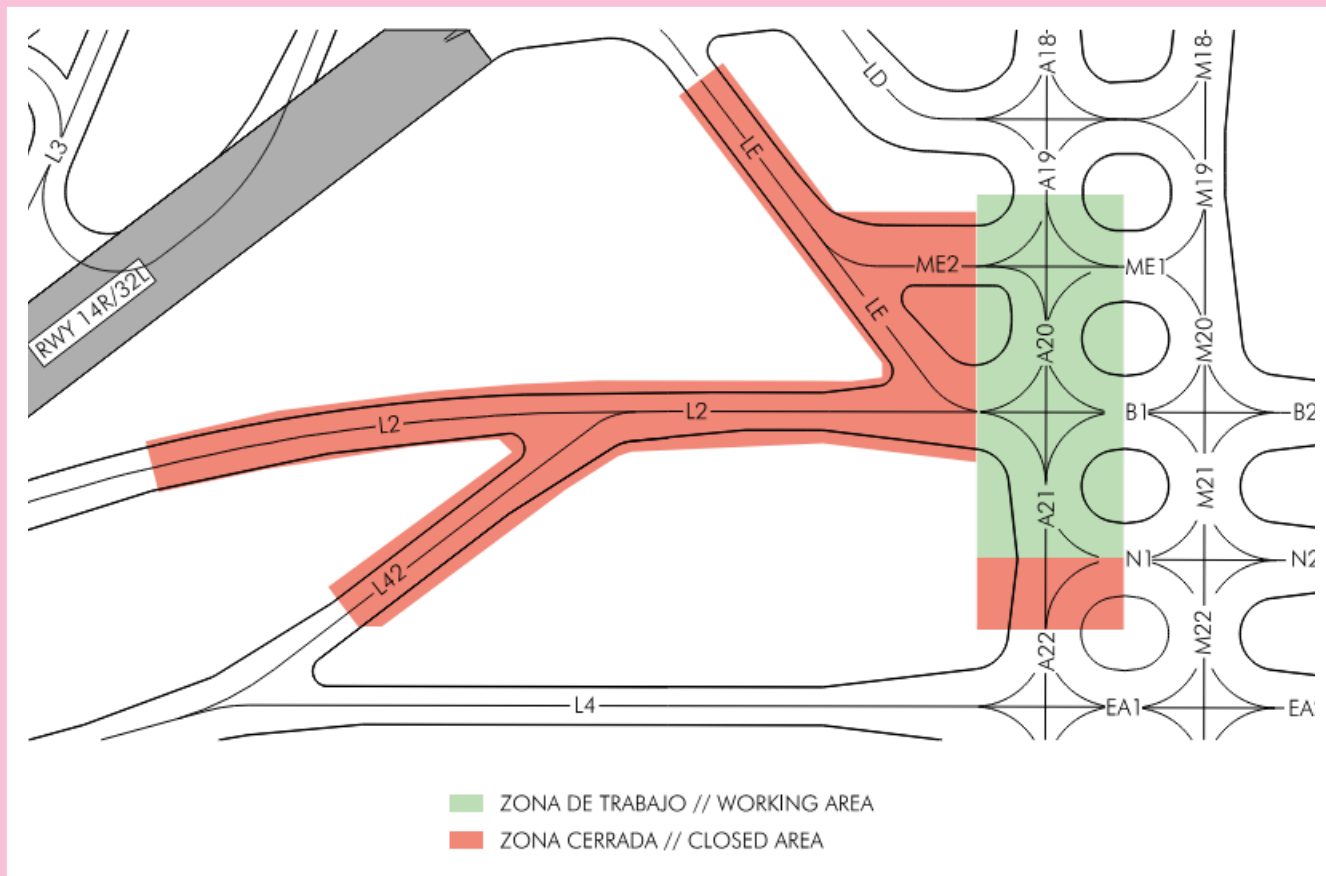 A18-
M18-
LD
L3
LE
A19
M19
ME2
ME1
RWY 14R/32L
LE
A20
M20
L2
L2
B1
B2
A21
M21
N1
N2
L42
A22
M22
L4
EA1
EA
ZONA DE TRABAJO // WORKING AREA
ZONA CERRADA // CLOSED AREA